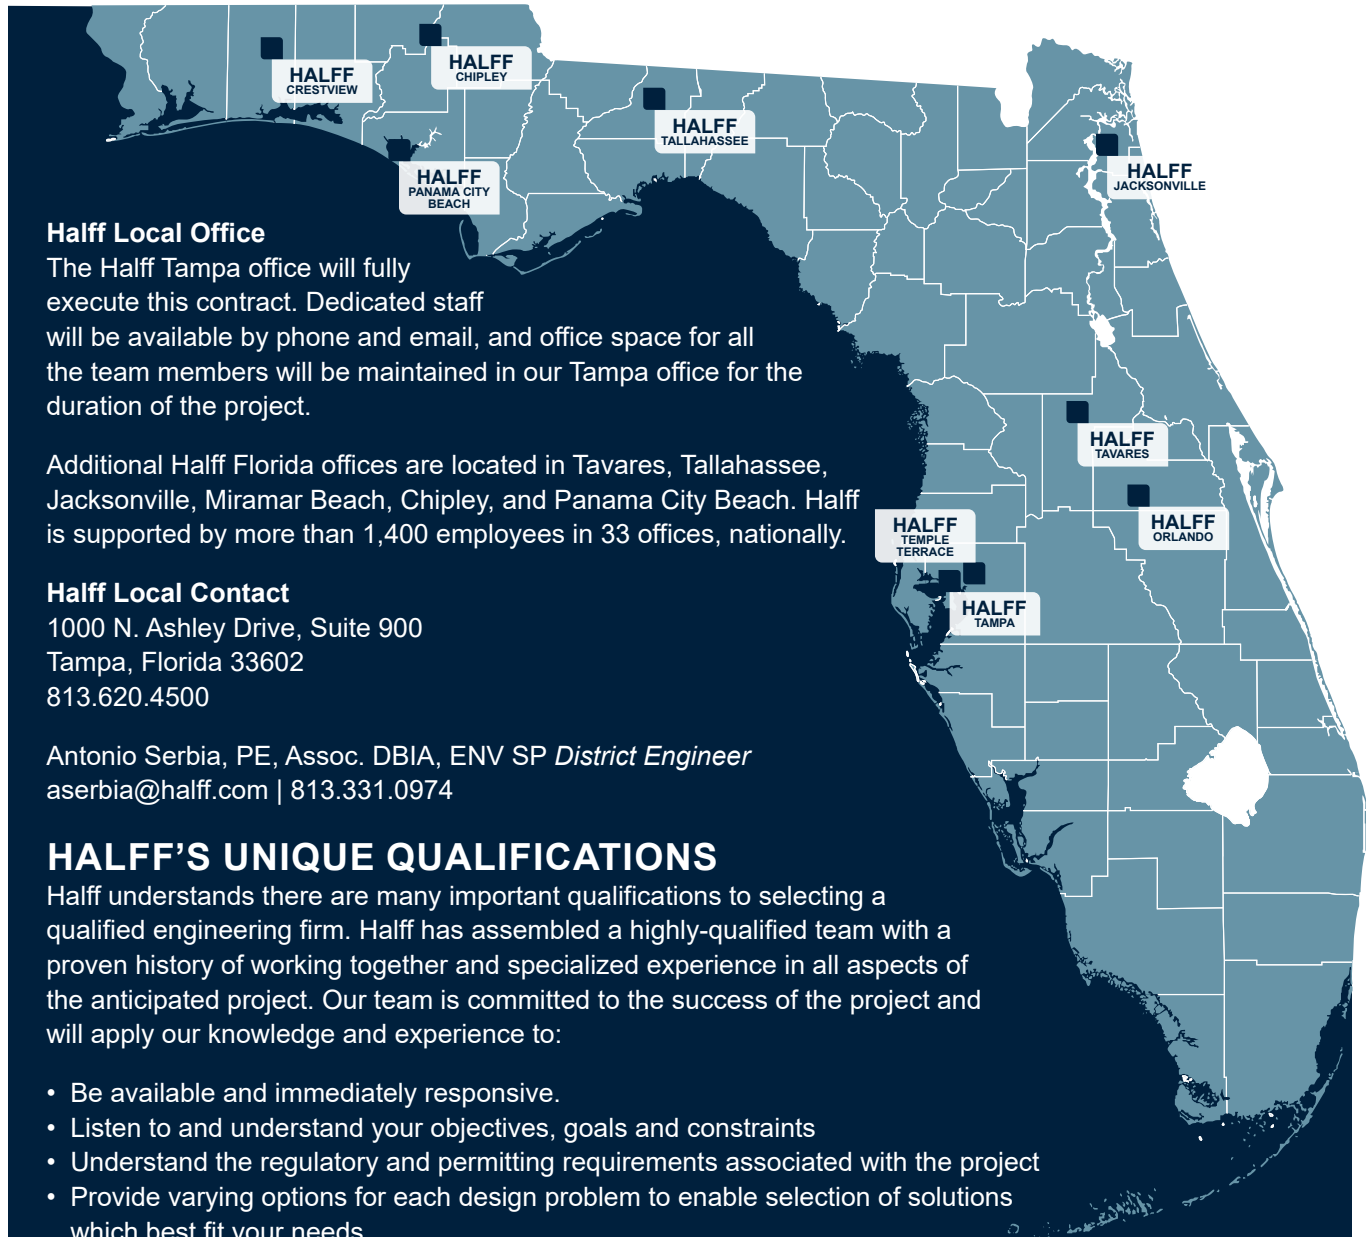 HALFF
CRESTVIEW
HALFF
CHIPLEY
HALFF
TALLAHASSEE
HALFF
JACKSONVILLE
HALFF
PANAMA CITY
BEACH
Halff Local Office
The Halff Tampa office will fully
execute this contract. Dedicated staff
will be available by phone and email, and office space for all
the team members will be maintained in our Tampa office for the
duration of the project.
HALFF
TAVARES
Additional Halff Florida offices are located in Tavares, Tallahassee,
Jacksonville, Miramar Beach, Chipley, and Panama City Beach. Halff
is supported by more than 1,400 employees in 33 offices, nationally.
HALFF
TEMPLE
TERRACE
HALFF
ORLANDO
HALFF
TAMPA
Halff Local Contact
1000 N. Ashley Drive, Suite 900
Tampa, Florida 33602
813.620.4500
Antonio Serbia, PE, Assoc. DBIA, ENV SP District Engineer
aserbia@halff.com | 813.331.0974
HALFF’S UNIQUE QUALIFICATIONS
Halff understands there are many important qualifications to selecting a
qualified engineering firm. Halff has assembled a highly-qualified team with a
proven history of working together and specialized experience in all aspects of
the anticipated project. Our team is committed to the success of the project and
will apply our knowledge and experience to:
• Be available and immediately responsive.
• Listen to and understand your objectives, goals and constraints
• Understand the regulatory and permitting requirements associated with the project
• Provide varying options for each design problem to enable selection of solutions
which best fit your needs